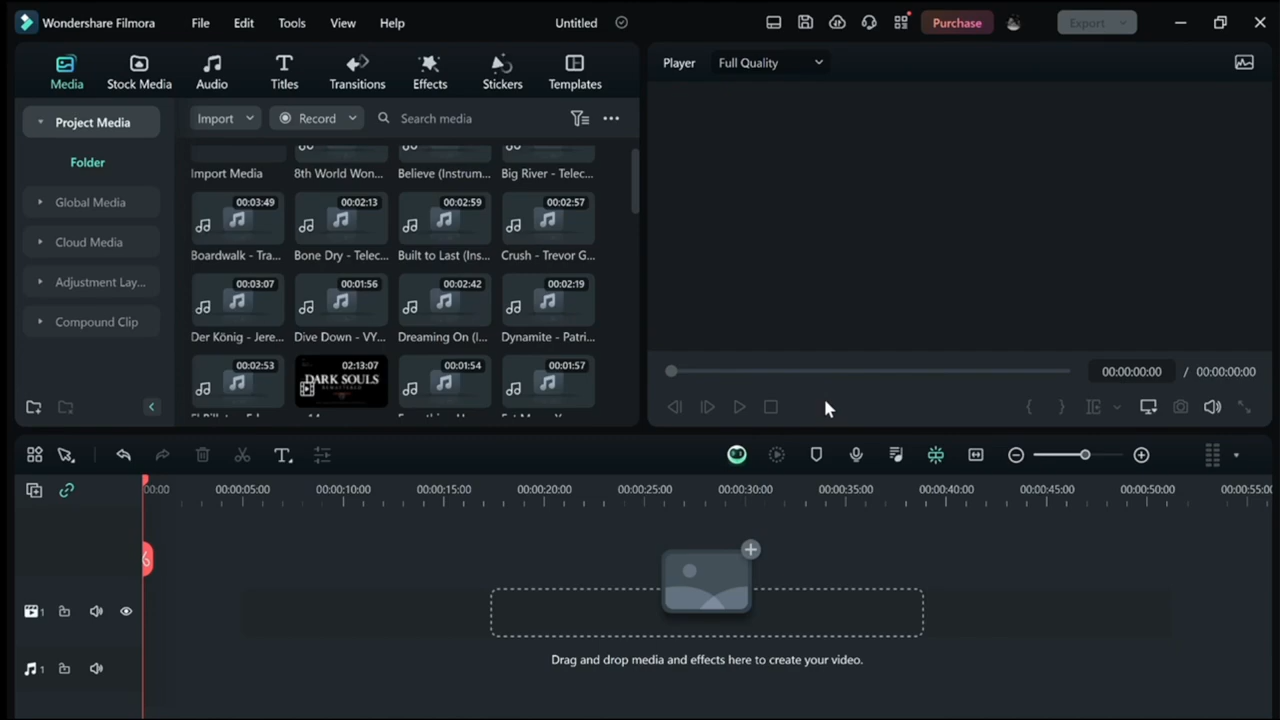 Wondershare Filmora File Edit Tools View Help Untitled Purchase Export
Media Stock Media Audio Titles Transitions Effects Stickers Templates
Player Full Quality
Project Media
Folder
Global Media
Cloud Media
Adjustment Lay...
Compound Clip
Import Record Search media
Import Media 8th World Won... Believe (Instrum... Big River - Telec...
00:03:49 00:02:13 00:02:59 00:02:57
Boardwalk - Tra... Bone Dry - Telec... Built to Last (Ins... Crush - Trevor G...
00:03:07 00:01:56 00:02:42 00:02:19
Der König - Jere... Dive Down - VY... Dreaming On (I... Dynamite - Patri...
00:02:53 02:13:07 00:01:54 00:01:57
DARK SOULS
REMASTERED
00:00:00:00 / 00:00:00:00
00:00 00:00:05:00 00:00:10:00 00:00:15:00 00:00:20:00 00:00:25:00 00:00:30:00 00:00:35:00 00:00:40:00 00:00:45:00 00:00:50:00 00:00:55:0
1
Drag and drop media and effects here to create your video.
1